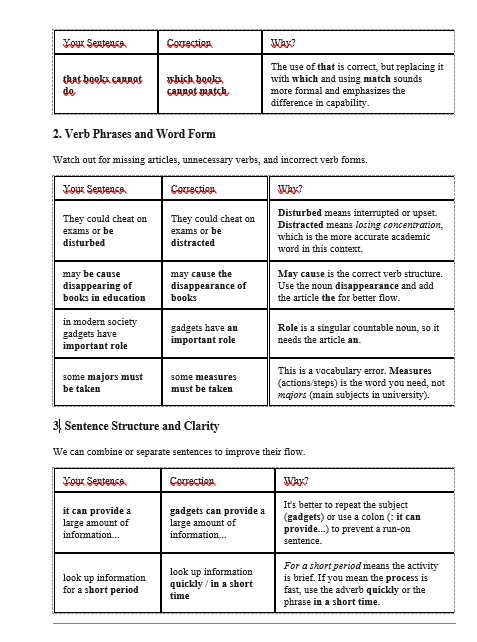 Your Sentence Correction Why?
that books cannot do. which books cannot match. The use of that is correct, but replacing it
with which and using match sounds
more formal and emphasizes the
difference in capability.
2. Verb Phrases and Word Form
Watch out for missing articles, unnecessary verbs, and incorrect verb forms.
Your Sentence Correction Why?
They could cheat on
exams or be
disturbed
They could cheat on
exams or be
distracted
Disturbed means interrupted or upset.
Distracted means losing concentration,
which is the more accurate academic
word in this context.
may be cause
disappearing of
books in education
may cause the
disappearance of
books
May cause is the correct verb structure.
Use the noun disappearance and add
the article the for better flow.
in modern society
gadgets have
important role
gadgets have an
important role
Role is a singular countable noun, so it
needs the article an.
some majors must
be taken
some measures
must be taken
This is a vocabulary error. Measures
(actions/steps) is the word you need, not
majors (main subjects in university).
3. Sentence Structure and Clarity
We can combine or separate sentences to improve their flow.
Your Sentence Correction Why?
it can provide a
large amount of
information...
gadgets can provide a
large amount of
information...
It's better to repeat the subject
(gadgets) or use a colon (: it can
provide...) to prevent a run-on
sentence.
look up information
for a short period
look up information
quickly / in a short
time
For a short period means the activity
is brief. If you mean the process is
fast, use the adverb quickly or the
phrase in a short time.